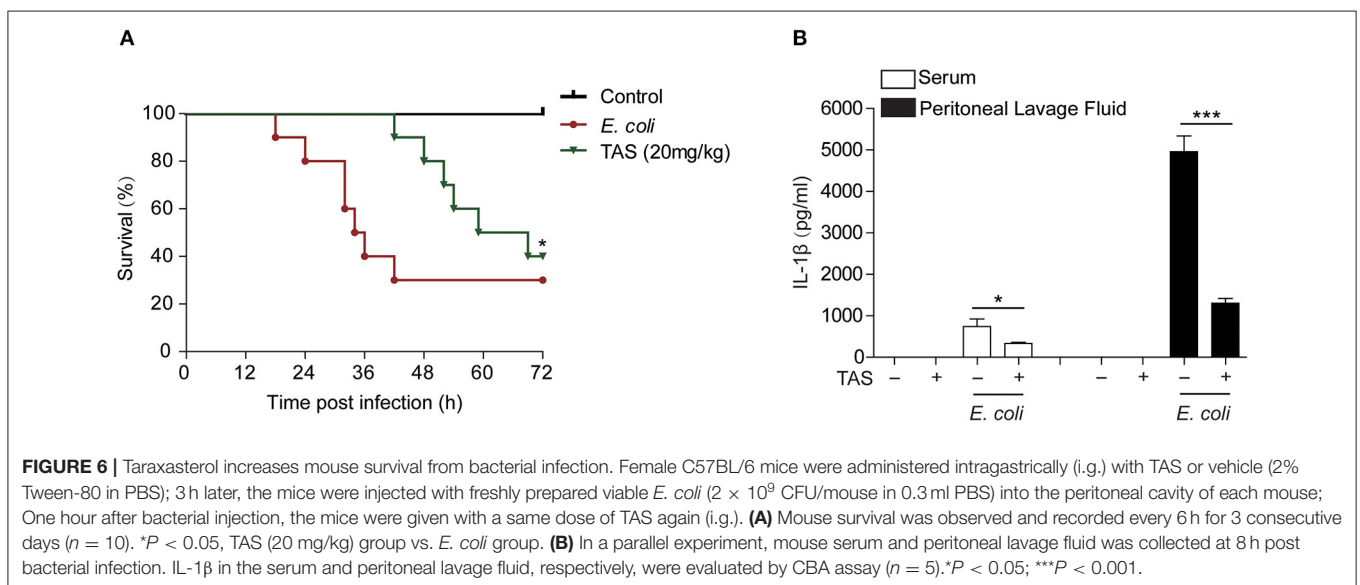 A
Control
E. coli
TAS (20mg/kg)
100
80
60
40
20
0
Survival (%)
*
0 12 24 36 48 60 72
Time post infection (h)
B
Serum
Peritoneal Lavage Fluid
6000
5000
4000
3000
2000
1000
0
IL-1β (pg/ml)
*
***
TAS – + – + – + – +
E. coli E. coli
FIGURE 6 | Taraxasterol increases mouse survival from bacterial infection. Female C57BL/6 mice were administered intragastrically (i.g.) with TAS or vehicle (2%
Tween-80 in PBS); 3 h later, the mice were injected with freshly prepared viable E. coli (2 × 10⁹ CFU/mouse in 0.3 ml PBS) into the peritoneal cavity of each mouse;
One hour after bacterial injection, the mice were given with a same dose of TAS again (i.g.). (A) Mouse survival was observed and recorded every 6 h for 3 consecutive
days (n = 10). *P < 0.05, TAS (20 mg/kg) group vs. E. coli group. (B) In a parallel experiment, mouse serum and peritoneal lavage fluid was collected at 8 h post
bacterial infection. IL-1β in the serum and peritoneal lavage fluid, respectively, were evaluated by CBA assay (n = 5).*P < 0.05; ***P < 0.001.